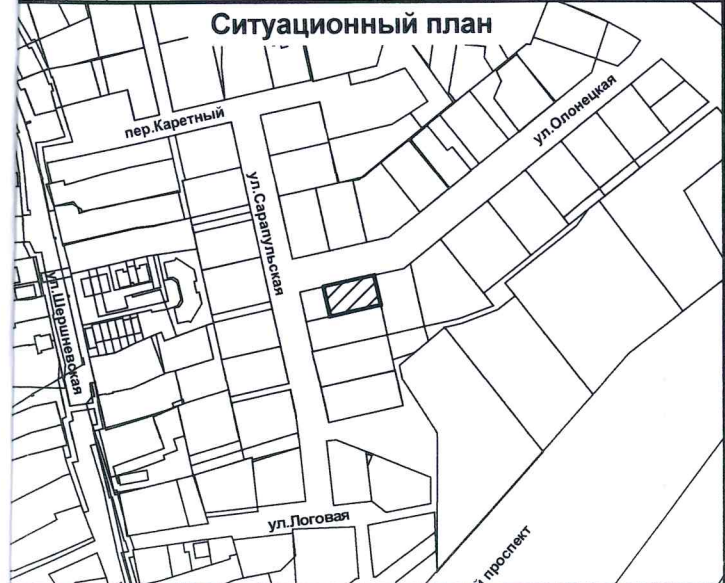 Ситуационный план
пер.Каретный
ул.Олонецкая
ул.Сарапульская
ул.Шершневская
ул.Логовая
проспект